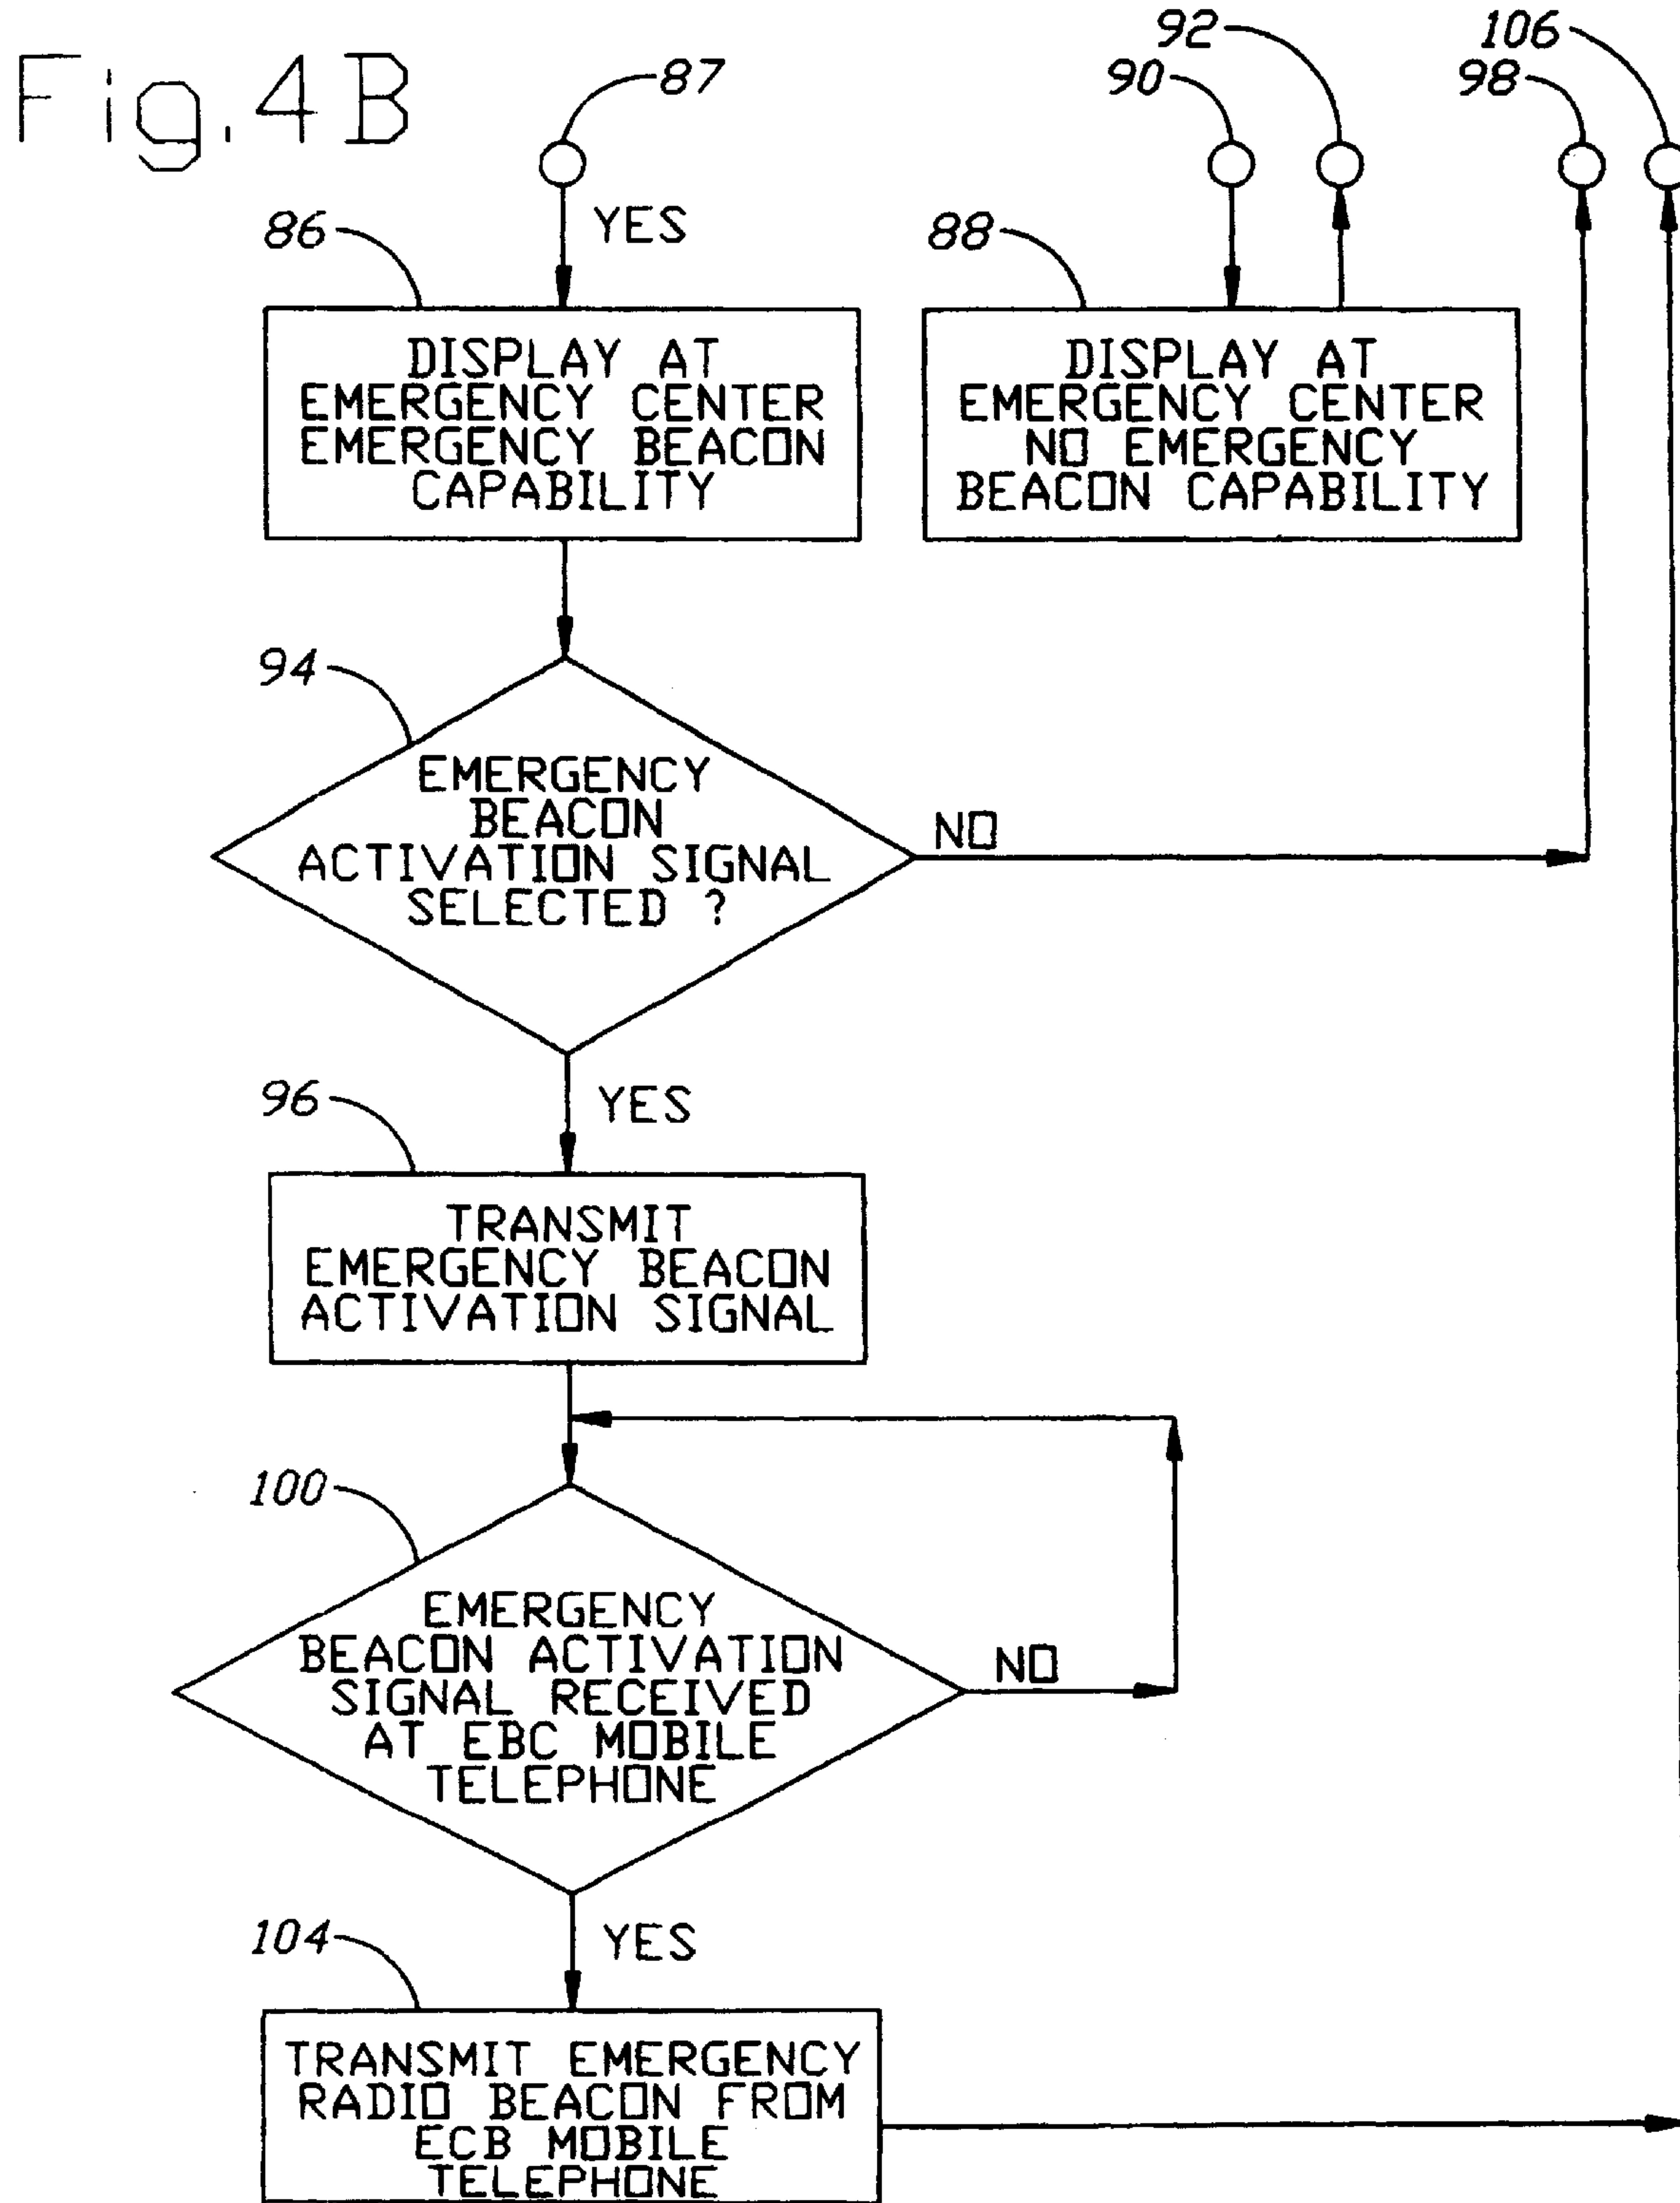 Fig. 4B
87
90
92
98
106
YES
86
DISPLAY AT
EMERGENCY CENTER
EMERGENCY BEACON
CAPABILITY
88
DISPLAY AT
EMERGENCY CENTER
NO EMERGENCY
BEACON CAPABILITY
94
EMERGENCY
BEACON
ACTIVATION SIGNAL
SELECTED ?
NO
YES
96
TRANSMIT
EMERGENCY BEACON
ACTIVATION SIGNAL
100
EMERGENCY
BEACON ACTIVATION
SIGNAL RECEIVED
AT EBC MOBILE
TELEPHONE
NO
YES
104
TRANSMIT EMERGENCY
RADIO BEACON FROM
ECB MOBILE
TELEPHONE